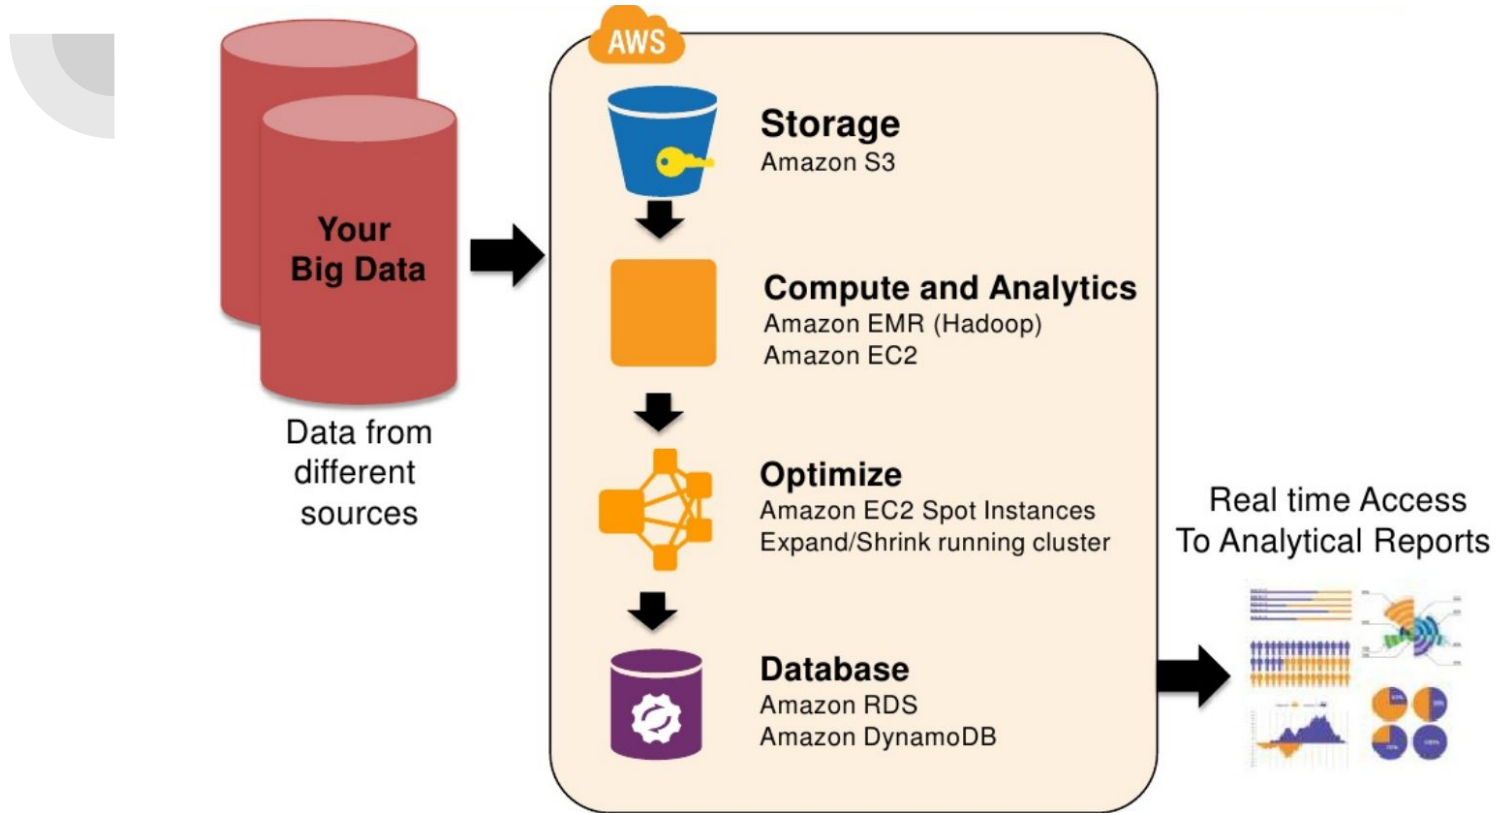 AWS
Your
Big Data
Data from
different
sources
Storage
Amazon S3
Compute and Analytics
Amazon EMR (Hadoop)
Amazon EC2
Optimize
Amazon EC2 Spot Instances
Expand/Shrink running cluster
Database
Amazon RDS
Amazon DynamoDB
Real time Access
To Analytical Reports